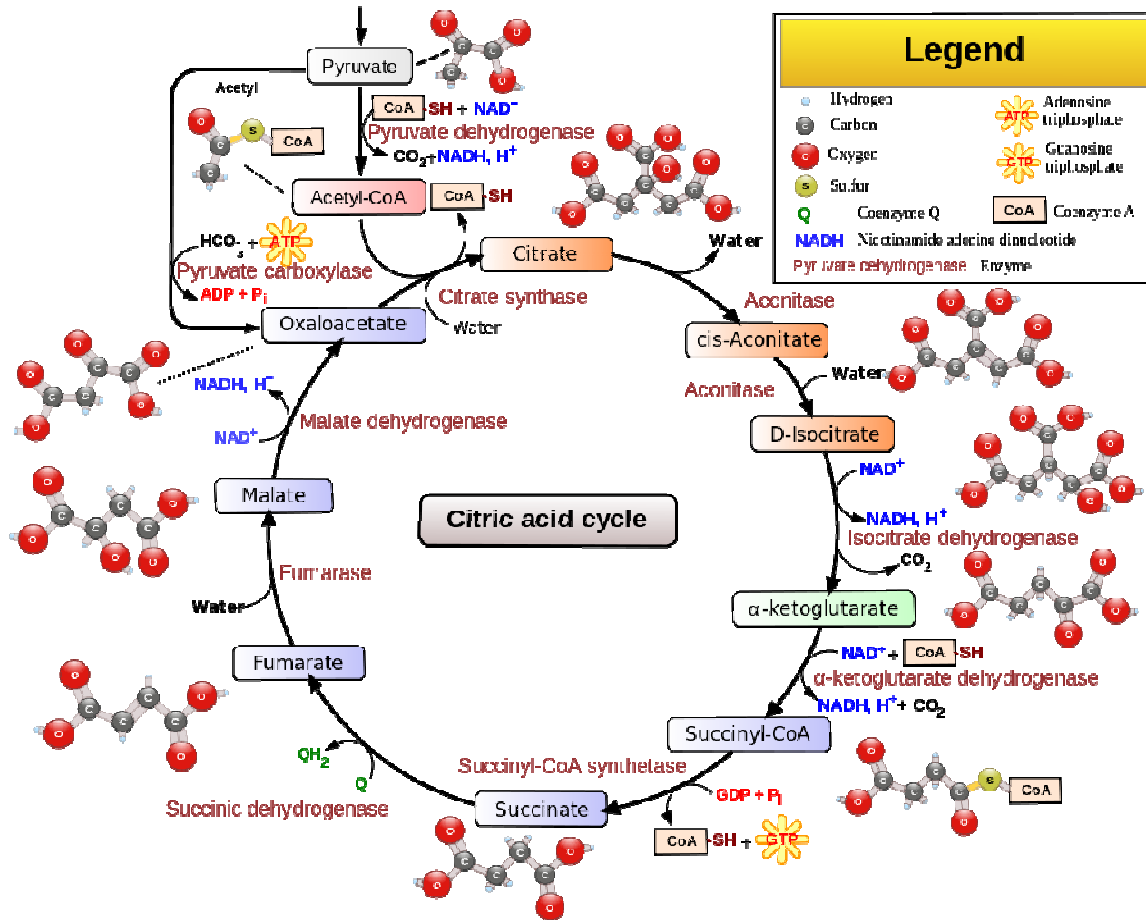 Pyruvate
Acetyl
CoA -SH + NAD⁻
Pyruvate dehydrogenase
CO₂+NADH, H⁺
S CoA
Acetyl-CoA
CoA -SH
HCO₃ + ATP
Pyruvate carboxylase
ADP + Pi
Citrate
Water
Citrate synthase
Water
Oxaloacetate
Aconitase
cis-Aconitate
Aconitase
Water
D-Isocitrate
NAD⁺
NADH, H⁺
Isocitrate dehydrogenase
CO₂
α-ketoglutarate
NAD⁺+ CoA -SH
α-ketoglutarate dehydrogenase
NADH, H⁺+ CO₂
Succinyl-CoA
S CoA
Succinyl-CoA synthetase
GDP + Pi
CoA -SH + GTP
Succinate
Q
QH₂
Succinic dehydrogenase
Fumarate
Water
Fumarase
Malate
NAD⁺
NADH, H⁻
Malate dehydrogenase
Citric acid cycle
Legend
Hydrogen
C Carbon
O Oxygen
S Sulfur
Q Coenzyme Q
NADH Nicotinamide adenine dinucleotide
Pyruvate dehydrogenase Enzyme
ATP Adenosine
triphosphate
GTP Guanosine
triphosphate
CoA Coenzyme A